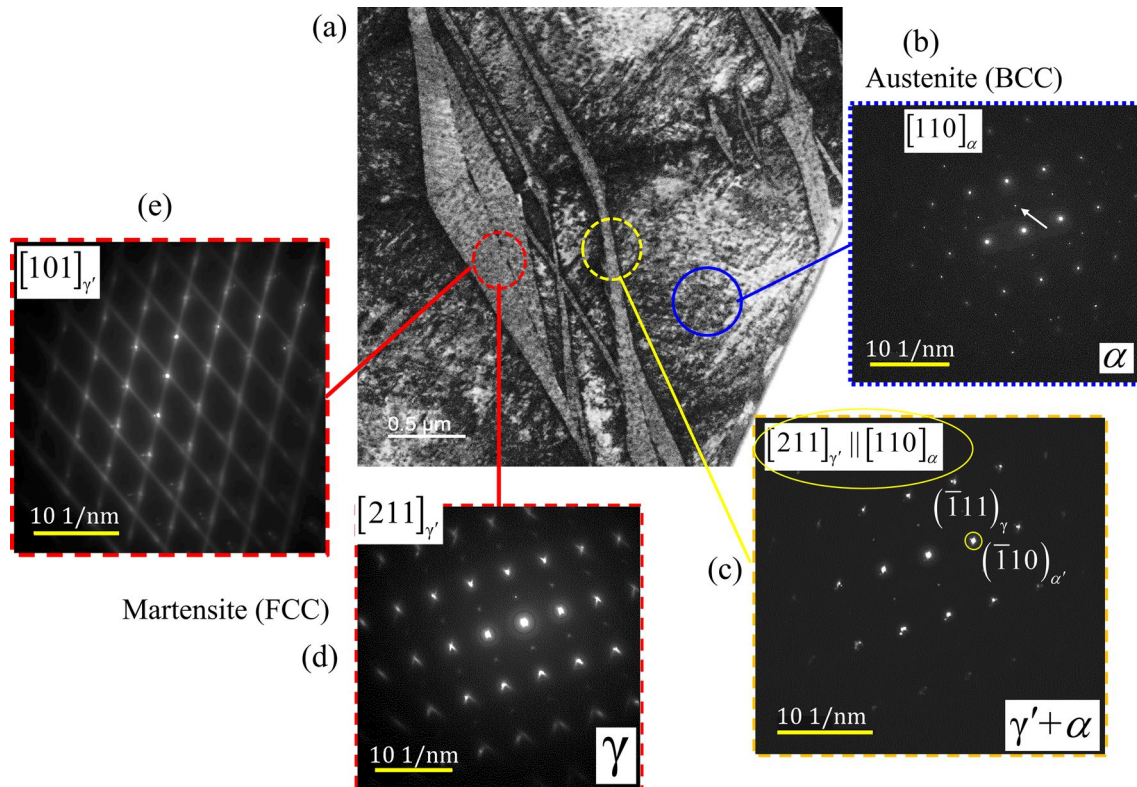 (a)
(b)
Austenite (BCC)
[110]α
α
10 1/nm
(e)
[101]γ′
10 1/nm
0.5 μm
[211]γ′ || [110]α
(1̅11)γ
(1̅10)α′
(c)
10 1/nm
γ′+α
[211]γ′
Martensite (FCC)
(d)
10 1/nm
γ